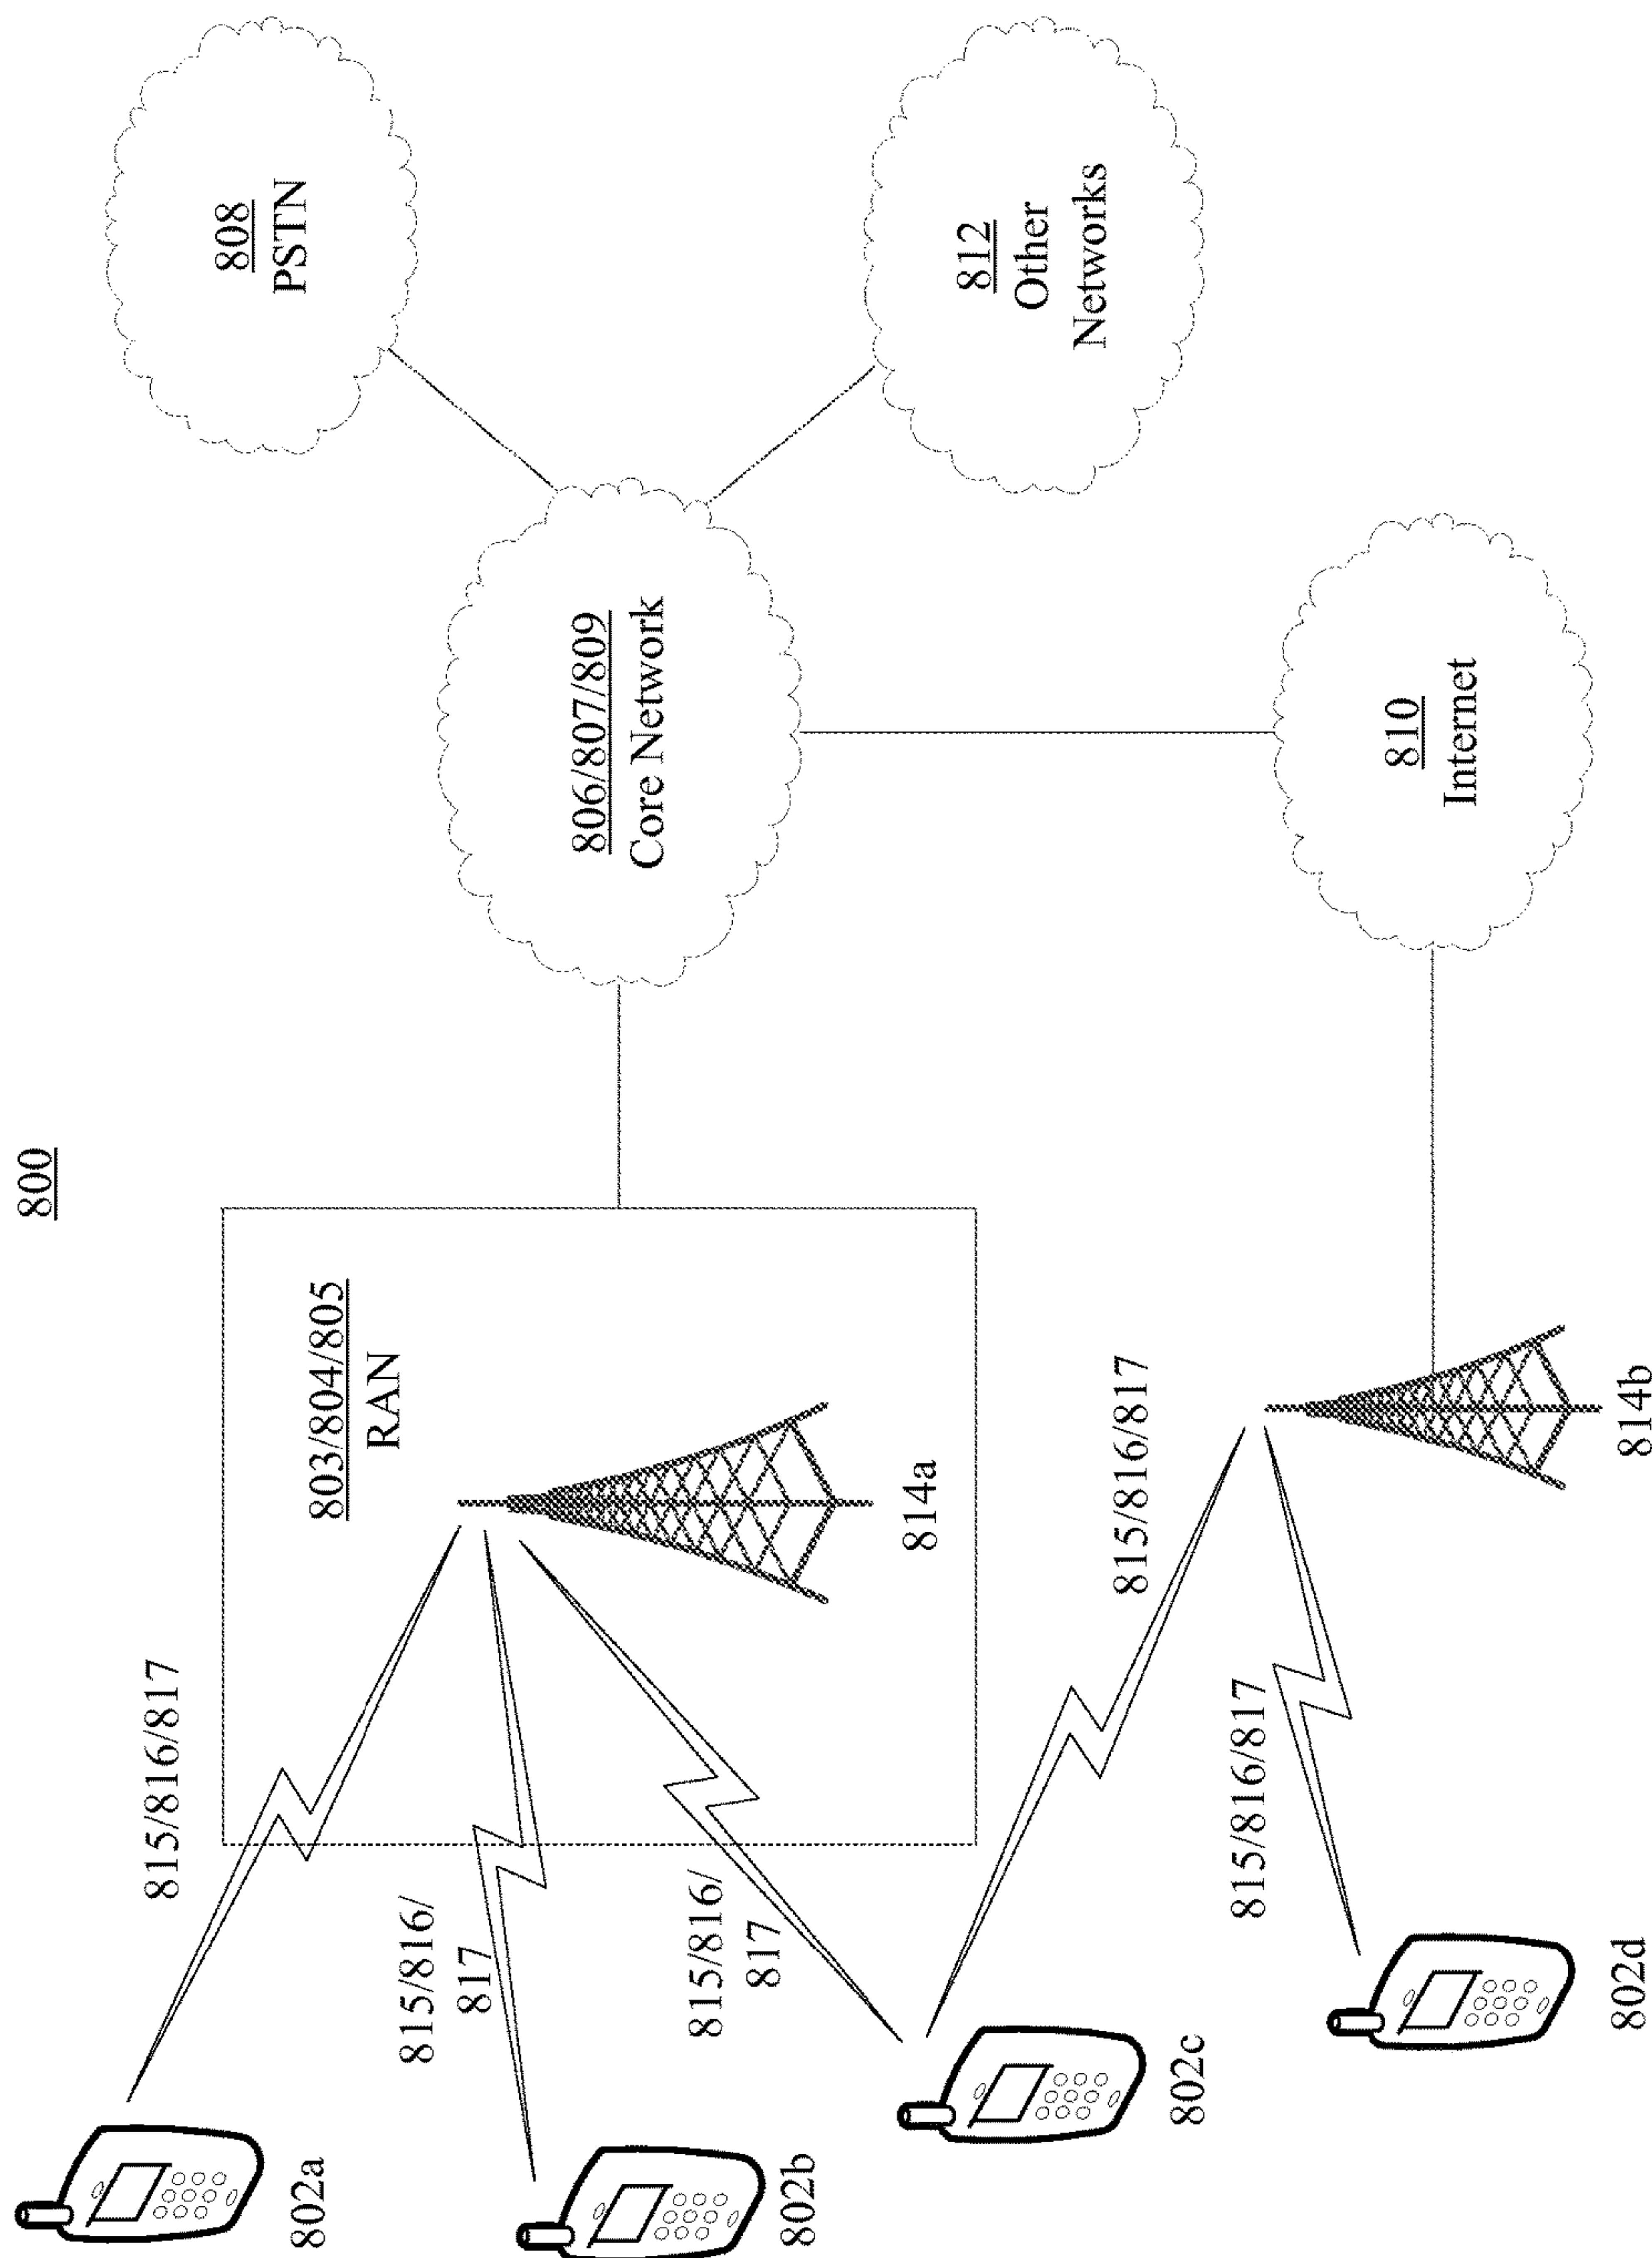 800
802a
815/816/817
803/804/805
RAN
814a
815/816/
817
802b
815/816/
817
802c
806/807/809
Core Network
808
PSTN
812
Other
Networks
815/816/817
814b
815/816/817
802d
810
Internet